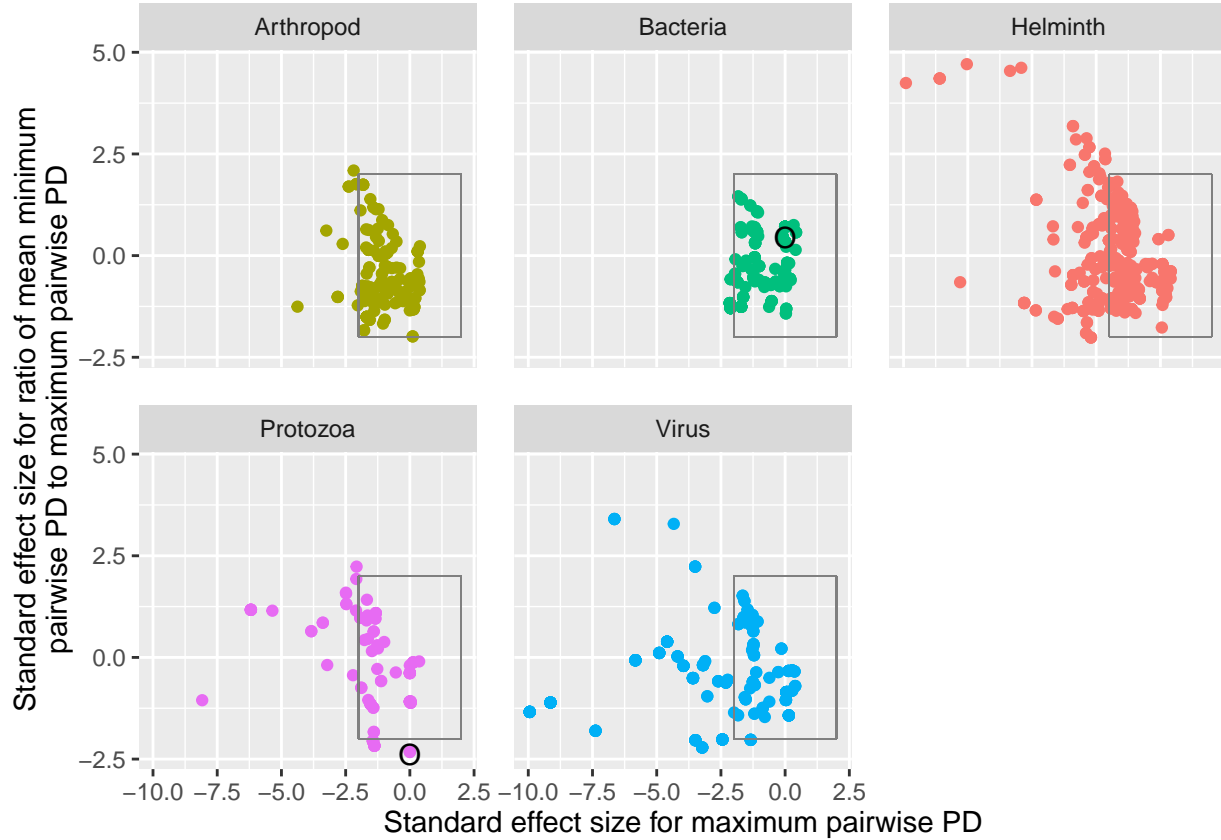 Arthropod
Bacteria
Helminth
5.0
2.5
0.0
−2.5
Protozoa
Virus
5.0
2.5
0.0
−2.5
−10.0 −7.5 −5.0 −2.5 0.0 2.5
−10.0 −7.5 −5.0 −2.5 0.0 2.5
Standard effect size for maximum pairwise PD
Standard effect size for ratio of mean minimum
pairwise PD to maximum pairwise PD